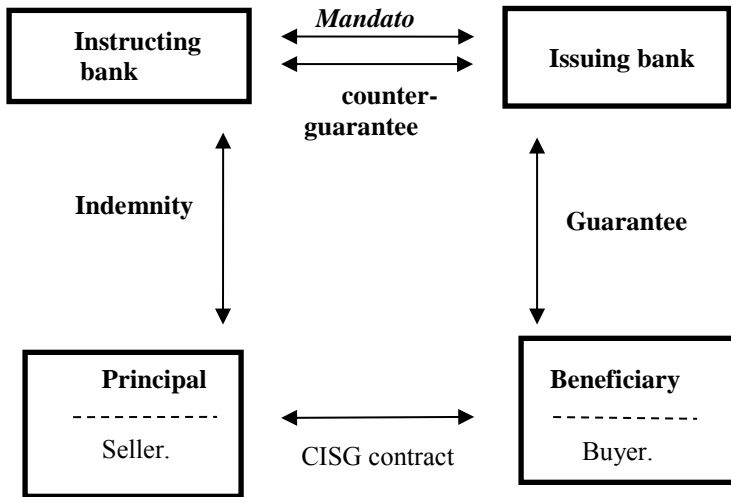 Mandato
Instructing
bank
Issuing bank
counter-
guarantee
Indemnity
Guarantee
Principal
Seller.
CISG contract
Beneficiary
Buyer.